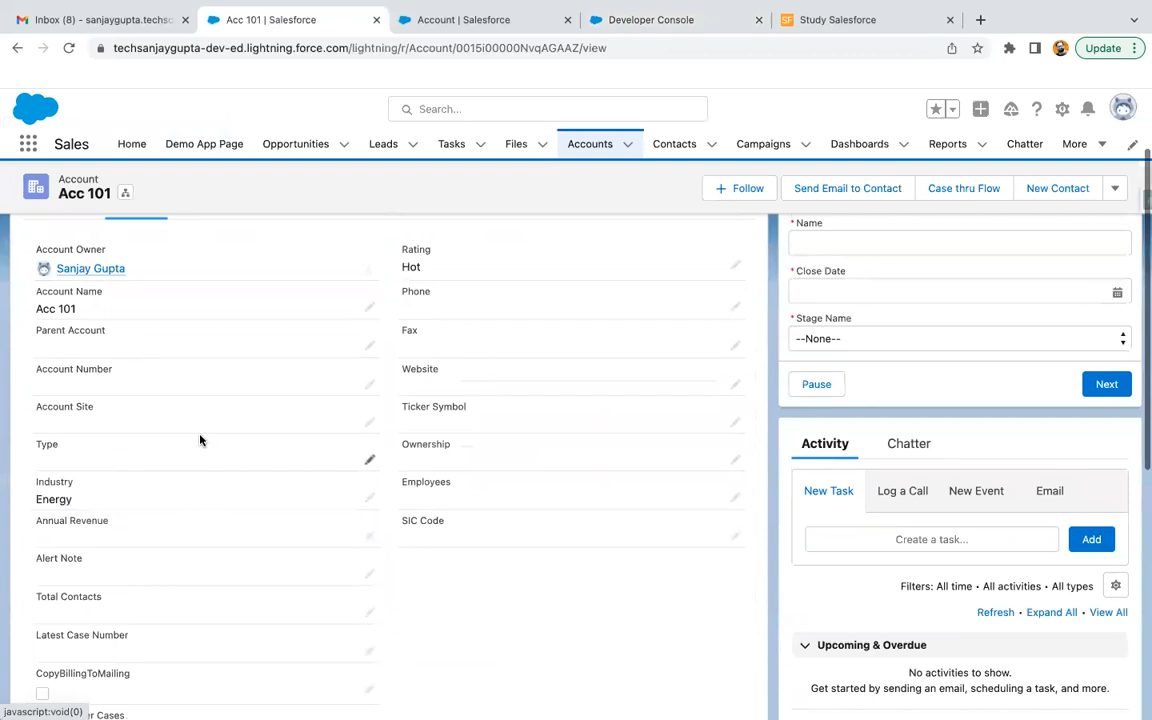 Inbox (8) - sanjaygupta.techsc
Acc 101 | Salesforce
Account | Salesforce
Developer Console
SF
Study Salesforce
techsanjaygupta-dev-ed.lightning.force.com/lightning/r/Account/0015i00000NvqAGAAZ/view
Update
Search...
Sales
Home
Demo App Page
Opportunities
Leads
Tasks
Files
Accounts
Contacts
Campaigns
Dashboards
Reports
Chatter
More
Account
Acc 101
Follow
Send Email to Contact
Case thru Flow
New Contact
Account Owner
Sanjay Gupta
Account Name
Acc 101
Parent Account
Account Number
Account Site
Type
Industry
Energy
Annual Revenue
Alert Note
Total Contacts
Latest Case Number
CopyBillingToMailing
er Cases
Rating
Hot
Phone
Fax
Website
Ticker Symbol
Ownership
Employees
SIC Code
* Name
* Close Date
* Stage Name
--None--
Pause
Next
Activity
Chatter
New Task
Log a Call
New Event
Email
Create a task...
Add
Filters: All time • All activities • All types
Refresh • Expand All • View All
Upcoming & Overdue
No activities to show.
Get started by sending an email, scheduling a task, and more.
javascript:void(0)